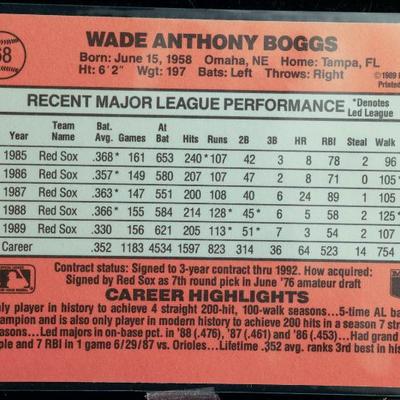 68
WADE ANTHONY BOGGS
Born: June 15, 1958 Omaha, NE Home: Tampa, FL
Ht: 6'2" Wgt: 197 Bats: Left Throws: Right
©1989
Printed
RECENT MAJOR LEAGUE PERFORMANCE *Denotes Led League
Year Team Name Bat. Avg. Games At Bat Hits Runs 2B 3B HR RBI Steal Walk
1985 Red Sox .368* 161 653 240* 107 42 3 8 78 2 96
1986 Red Sox .357* 149 580 207 107 47 2 8 71 0 105*
1987 Red Sox .363* 147 551 200 108 40 6 24 89 1 105
1988 Red Sox .366* 155 584 214 128* 45* 6 5 58 2 125*
1989 Red Sox .330 156 621 205 113* 51* 7 3 54 2 107
Career .352 1183 4534 1597 823 314 36 64 523 14 754
Contract status: Signed to 3-year contract thru 1992. How acquired:
Signed by Red Sox as 7th round pick in June '76 amateur draft
CAREER HIGHLIGHTS
only player in history to achieve 4 straight 200-hit, 100-walk seasons...5-time AL ba
champion and is also only player in modern history to achieve 200 hits in a season 7 stra
s...Led majors in on-base pct. in '88 (.476), '87 (.461) and '86 (.453)...Had grand
ple and 7 RBI in 1 game 6/29/87 vs. Orioles...Lifetime .352 avg. ranks 3rd best in his